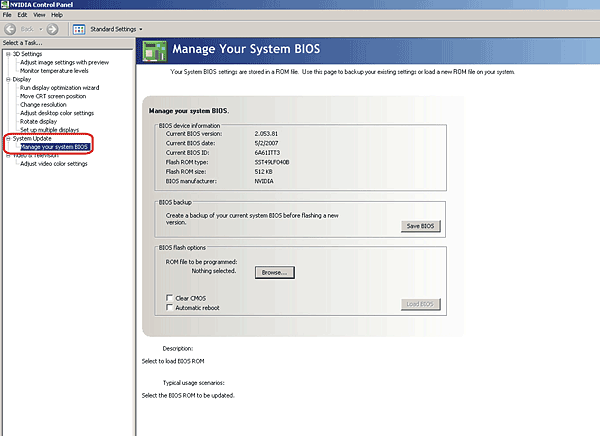 NVIDIA Control Panel
File Edit View Help
Back Standard Settings
Select a Task...
3D Settings
Adjust image settings with preview
Monitor temperature levels
Display
Run display optimization wizard
Move CRT screen position
Change resolution
Adjust desktop color settings
Rotate display
Set up multiple displays
System Update
Manage your system BIOS
Video & Television
Adjust video color settings
Manage Your System BIOS
Your System BIOS settings are stored in a ROM file. Use this page to backup your existing settings or load a new ROM file on your system.
Manage your system BIOS.
BIOS device information
Current BIOS version: 2.053.81
Current BIOS date: 5/2/2007
Current BIOS ID: 6A61ITT3
Flash ROM type: SST49LF040B
Flash ROM size: 512 KB
BIOS manufacturer: NVIDIA
BIOS backup
Create a backup of your current system BIOS before flashing a new
version.
Save BIOS
BIOS flash options
ROM file to be programmed:
Nothing selected.
Browse...
Clear CMOS
Automatic reboot
Load BIOS
Description:
Select to load BIOS ROM
Typical usage scenarios:
Select the BIOS ROM to be updated.